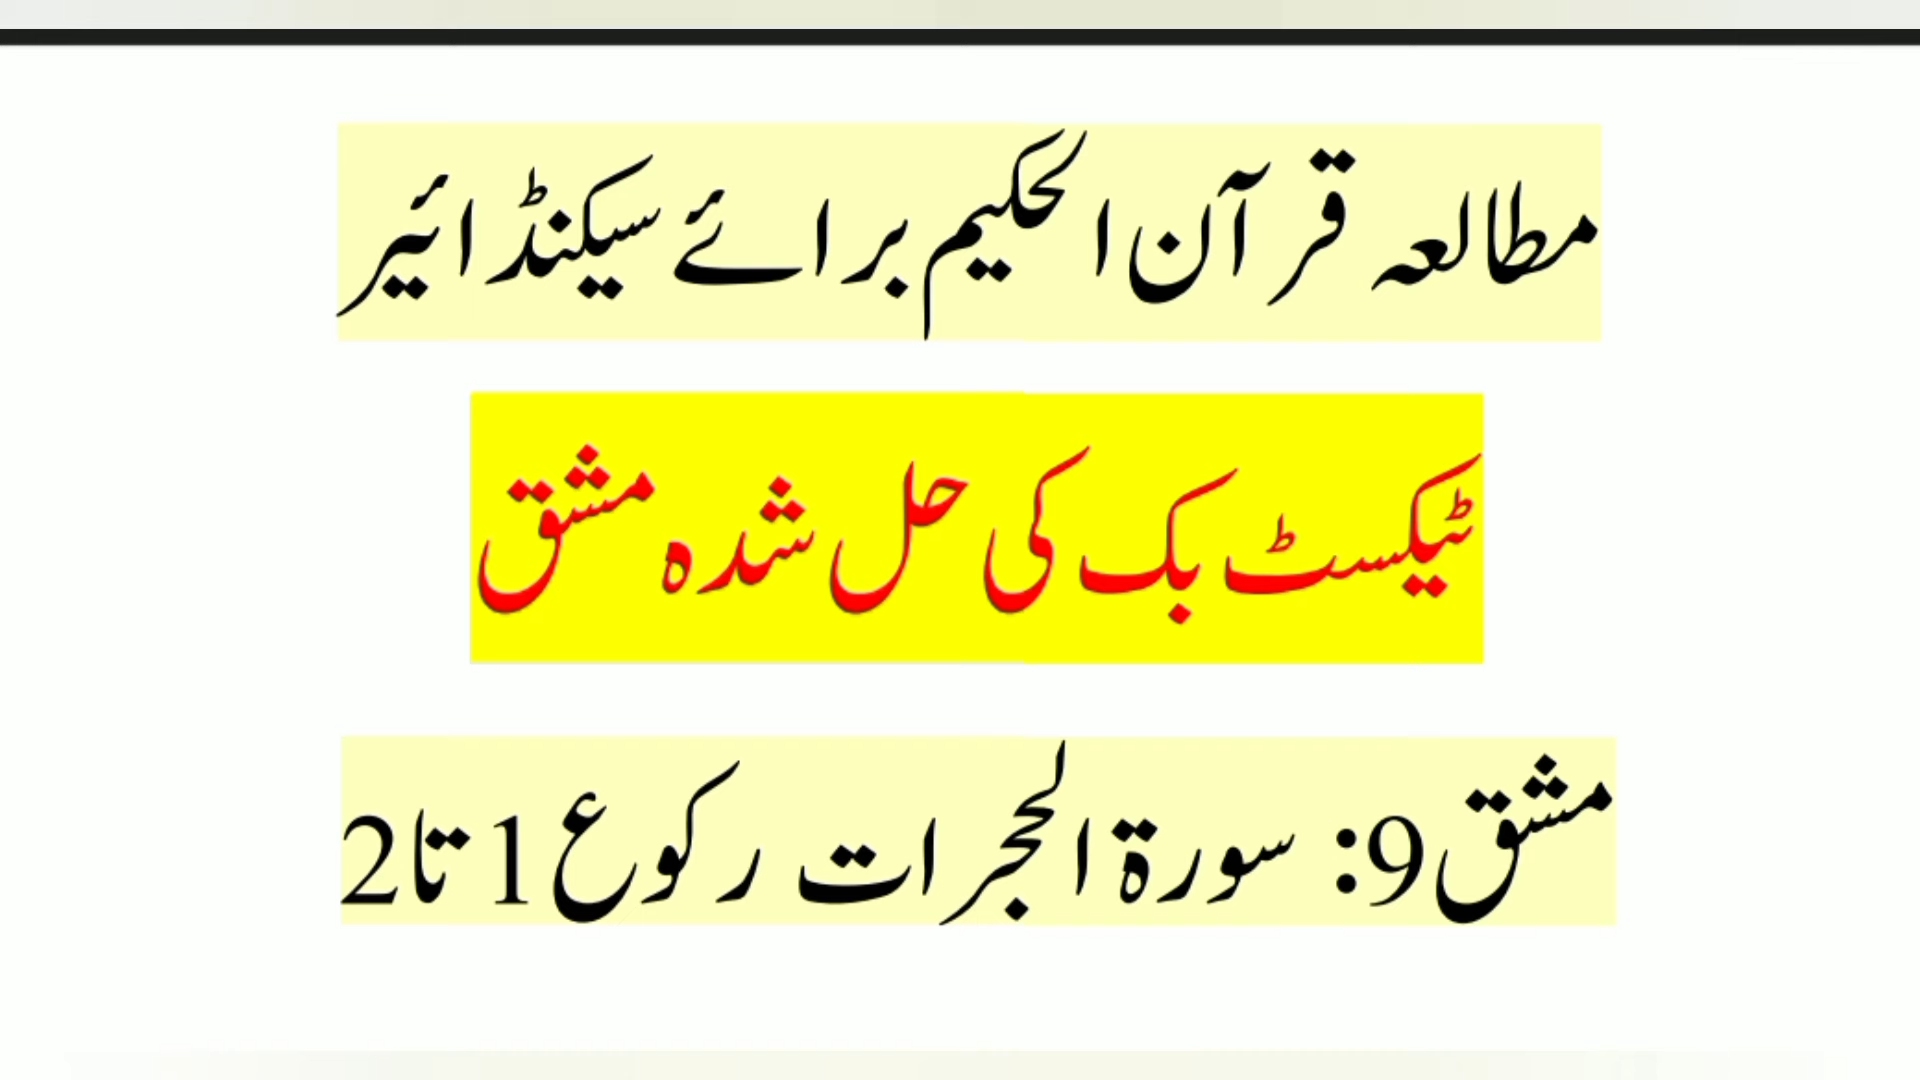 مطالعہ قرآن الحکیم برائے سیکنڈ ائیر
ٹیکسٹ بک کی حل شدہ مشق
مشق 9: سورۃ الحجرات رکوع 1 تا 2